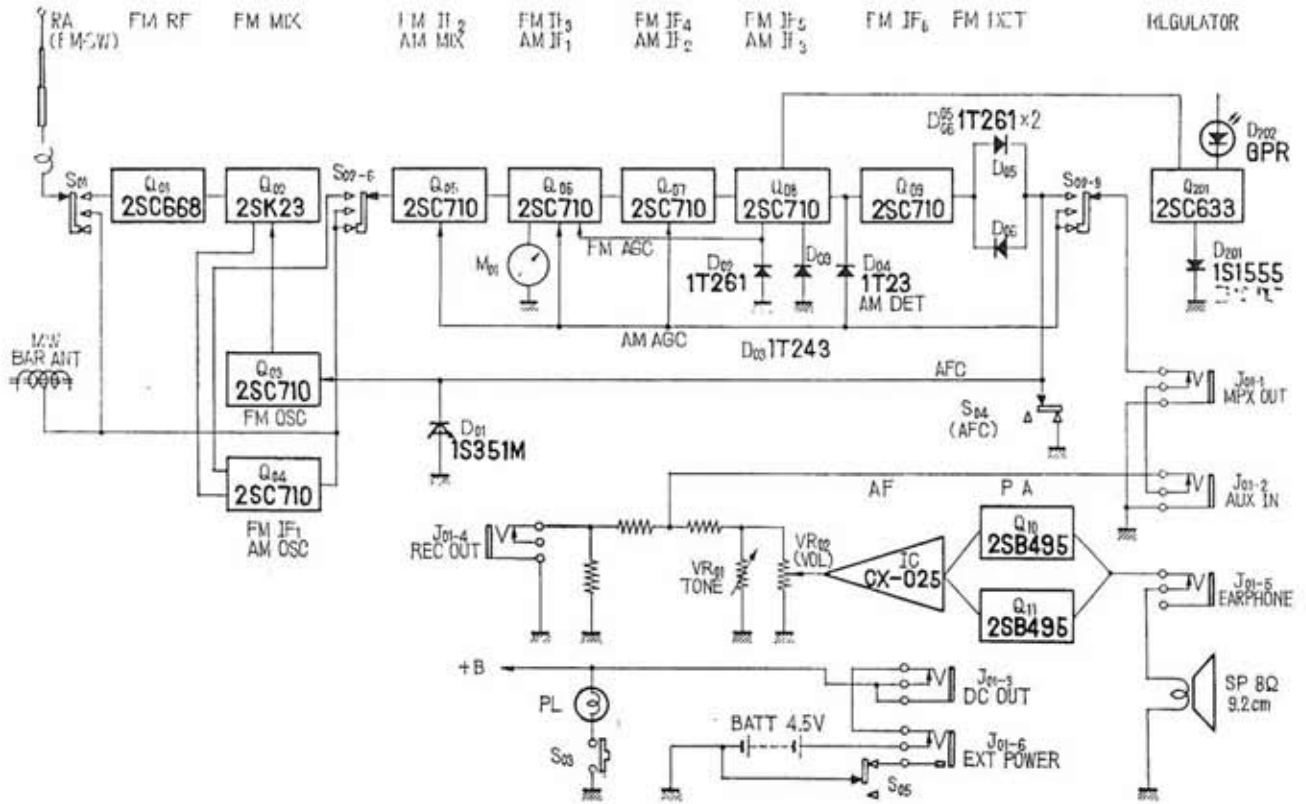 RA FM RF FM MIX FM IF₂ FM IF₃ FM IF₄ FM IF₅ FM IF₆ FM DET REGULATOR
(FM·SW) AM MIX AM IF₁ AM IF₂ AM IF₃
D05 D06 1T261×2
D202
GPR
S01
Q01
2SC668
Q02
2SK23
Q05
2SC710
Q06
2SC710
Q07
2SC710
Q08
2SC710
Q09
2SC710
D05
D06
Q201
2SC633
M01
FM AGC
D02
1T261
D03
D04
1T23
AM DET
D201
1S1555
AM AGC
D03 1T243
MW
BAR ANT
Q03
2SC710
FM OSC
AFC
D01
1S351M
S04
(AFC)
J01-1
MPX OUT
Q04
2SC710
FM IF₁
AM OSC
AF
P A
J01-2
AUX IN
J01-4
REC OUT
VR01
TONE
VR02
(VOL)
IC
CX-025
Q10
2SB495
Q11
2SB495
J01-5
EARPHONE
+B
PL
S03
J01-3
DC OUT
BATT 4.5V
J01-6
EXT POWER
S05
SP 8Ω
9.2cm